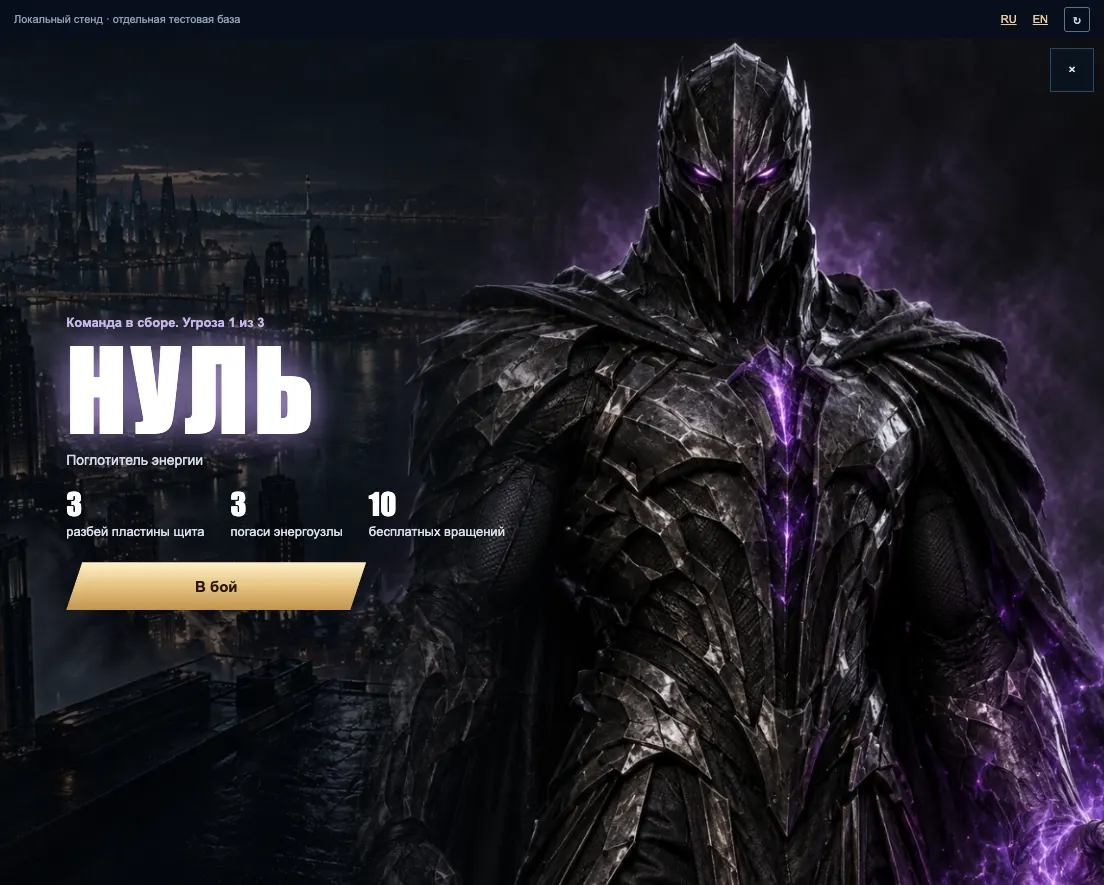 Локальный стенд · отдельная тестовая база
RU EN ↻
×
Команда в сборе. Угроза 1 из 3
НУЛЬ
Поглотитель энергии
3 3 10
разбей пластины щита погаси энергоузлы бесплатных вращений
В бой